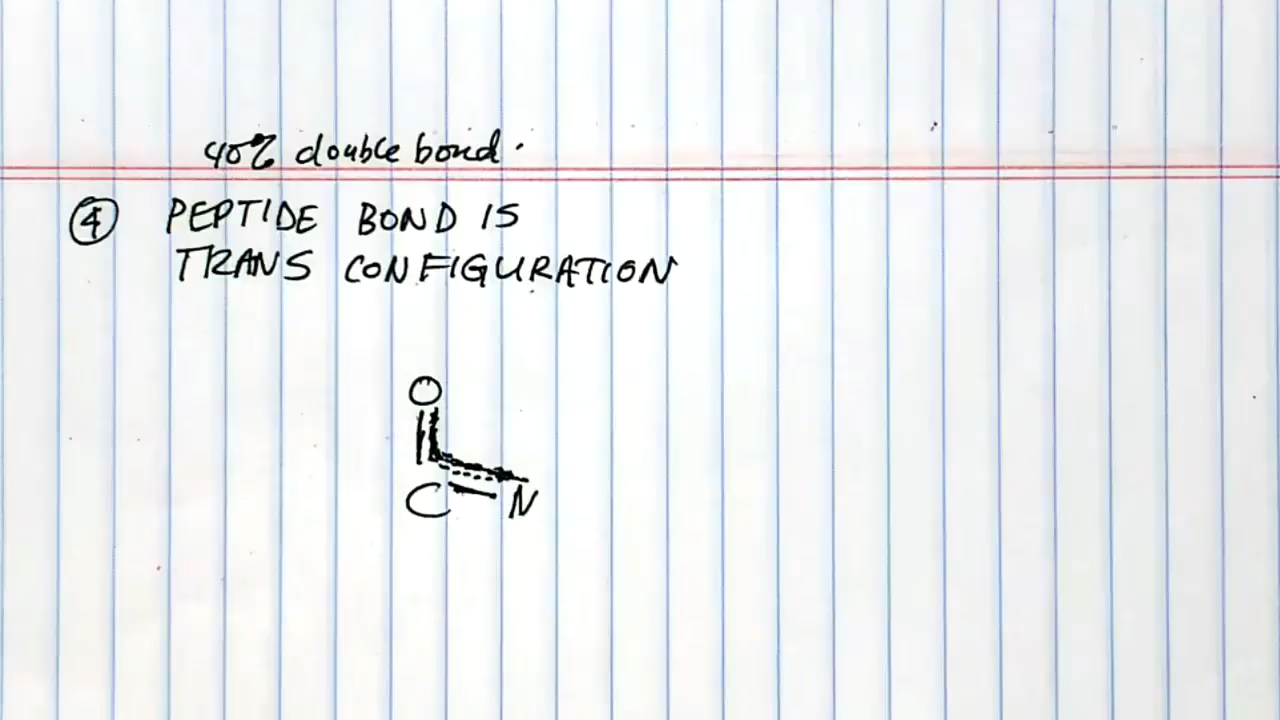 40% double bond.
④ PEPTIDE BOND IS
TRANS CONFIGURATION
O
C N